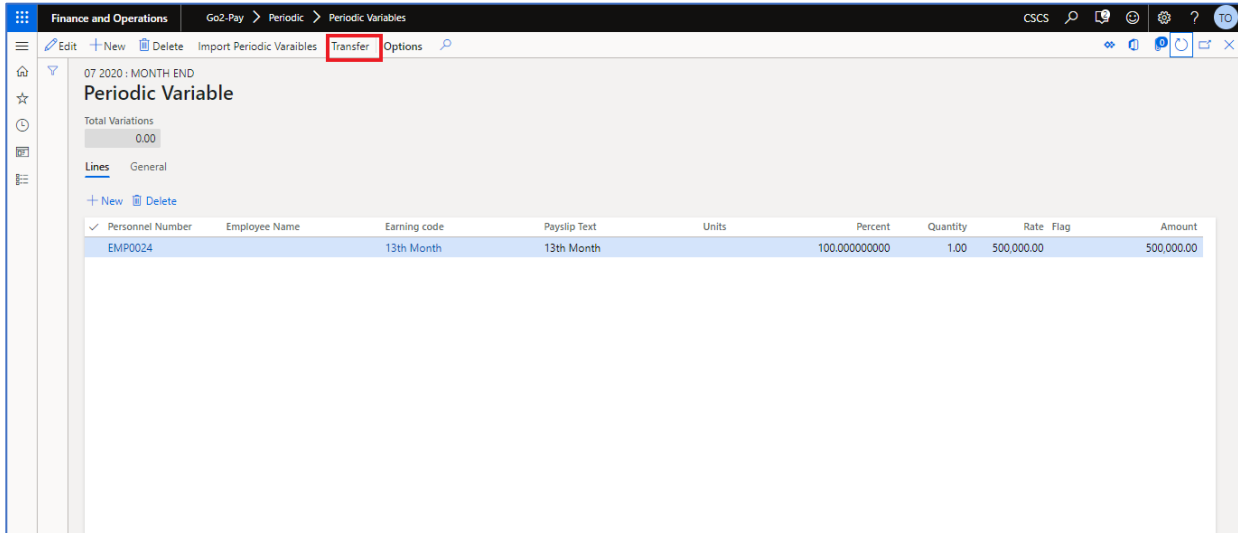 Finance and Operations Go2-Pay > Periodic > Periodic Variables CSCS ? TO
Edit + New Delete Import Periodic Varaibles Transfer Options 0
07 2020 : MONTH END
Periodic Variable
Total Variations
0.00
Lines General
+ New Delete
Personnel Number Employee Name Earning code Payslip Text Units Percent Quantity Rate Flag Amount
EMP0024 13th Month 13th Month 100.000000000 1.00 500,000.00 500,000.00